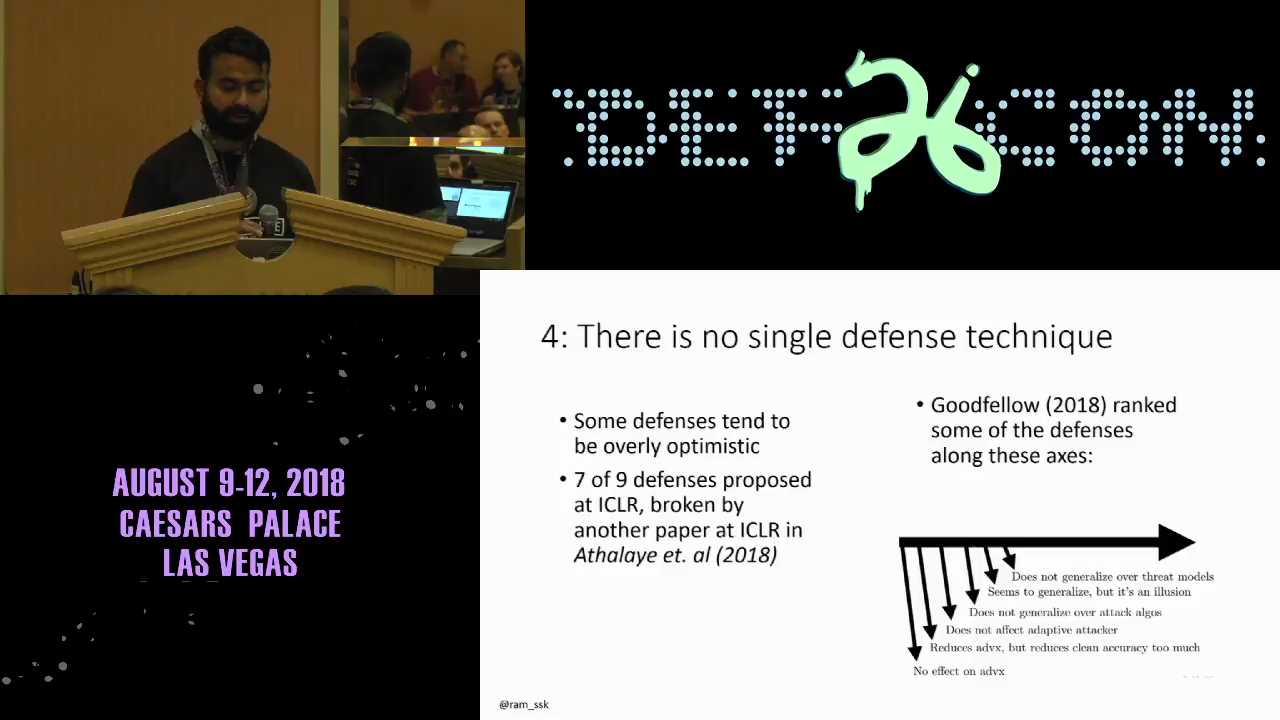 DEF 26 CON
AUGUST 9-12, 2018
CAESARS PALACE
LAS VEGAS
4: There is no single defense technique
• Some defenses tend to
be overly optimistic
• 7 of 9 defenses proposed
at ICLR, broken by
another paper at ICLR in
Athalaye et. al (2018)
• Goodfellow (2018) ranked
some of the defenses
along these axes:
Does not generalize over threat models
Seems to generalize, but it's an illusion
Does not generalize over attack algos
Does not affect adaptive attacker
Reduces advx, but reduces clean accuracy too much
No effect on advx
@ram_ssk